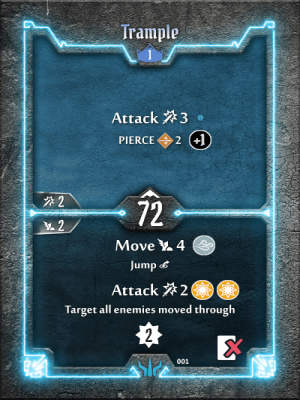 Trample
1
Attack 3
PIERCE 2 +1
2
2
72
Move 4
Jump
Attack 2
Target all enemies moved through
2
001